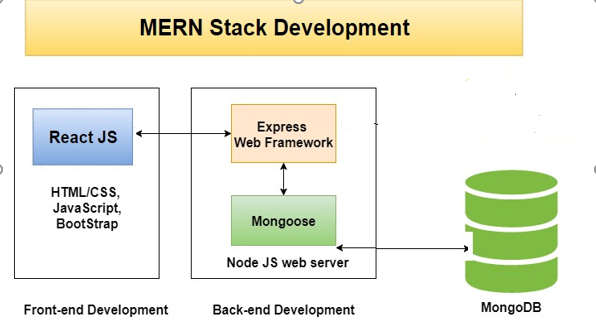 MERN Stack Development
React JS
HTML/CSS,
JavaScript,
BootStrap
Express
Web Framework
Mongoose
Node JS web server
MongoDB
Front-end Development
Back-end Development